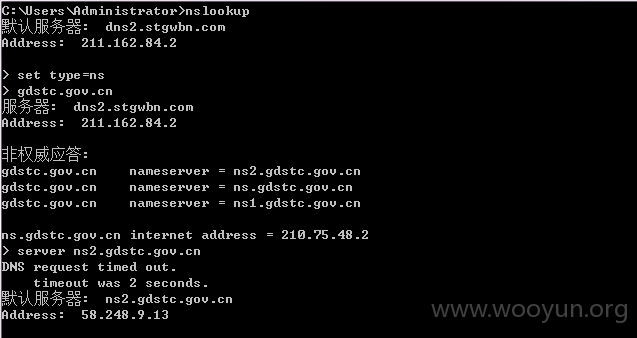 C:\Users\Administrator>nslookup
默认服务器:  dns2.stgwbn.com
Address:  211.162.84.2
> set type=ns
> gdstc.gov.cn
服务器:  dns2.stgwbn.com
Address:  211.162.84.2
非权威应答:
gdstc.gov.cn    nameserver = ns2.gdstc.gov.cn
gdstc.gov.cn    nameserver = ns.gdstc.gov.cn
gdstc.gov.cn    nameserver = ns1.gdstc.gov.cn
ns.gdstc.gov.cn internet address = 210.75.48.2
> server ns2.gdstc.gov.cn
DNS request timed out.
    timeout was 2 seconds.
默认服务器:  ns2.gdstc.gov.cn
Address:  58.248.9.13
www.wooyun.org